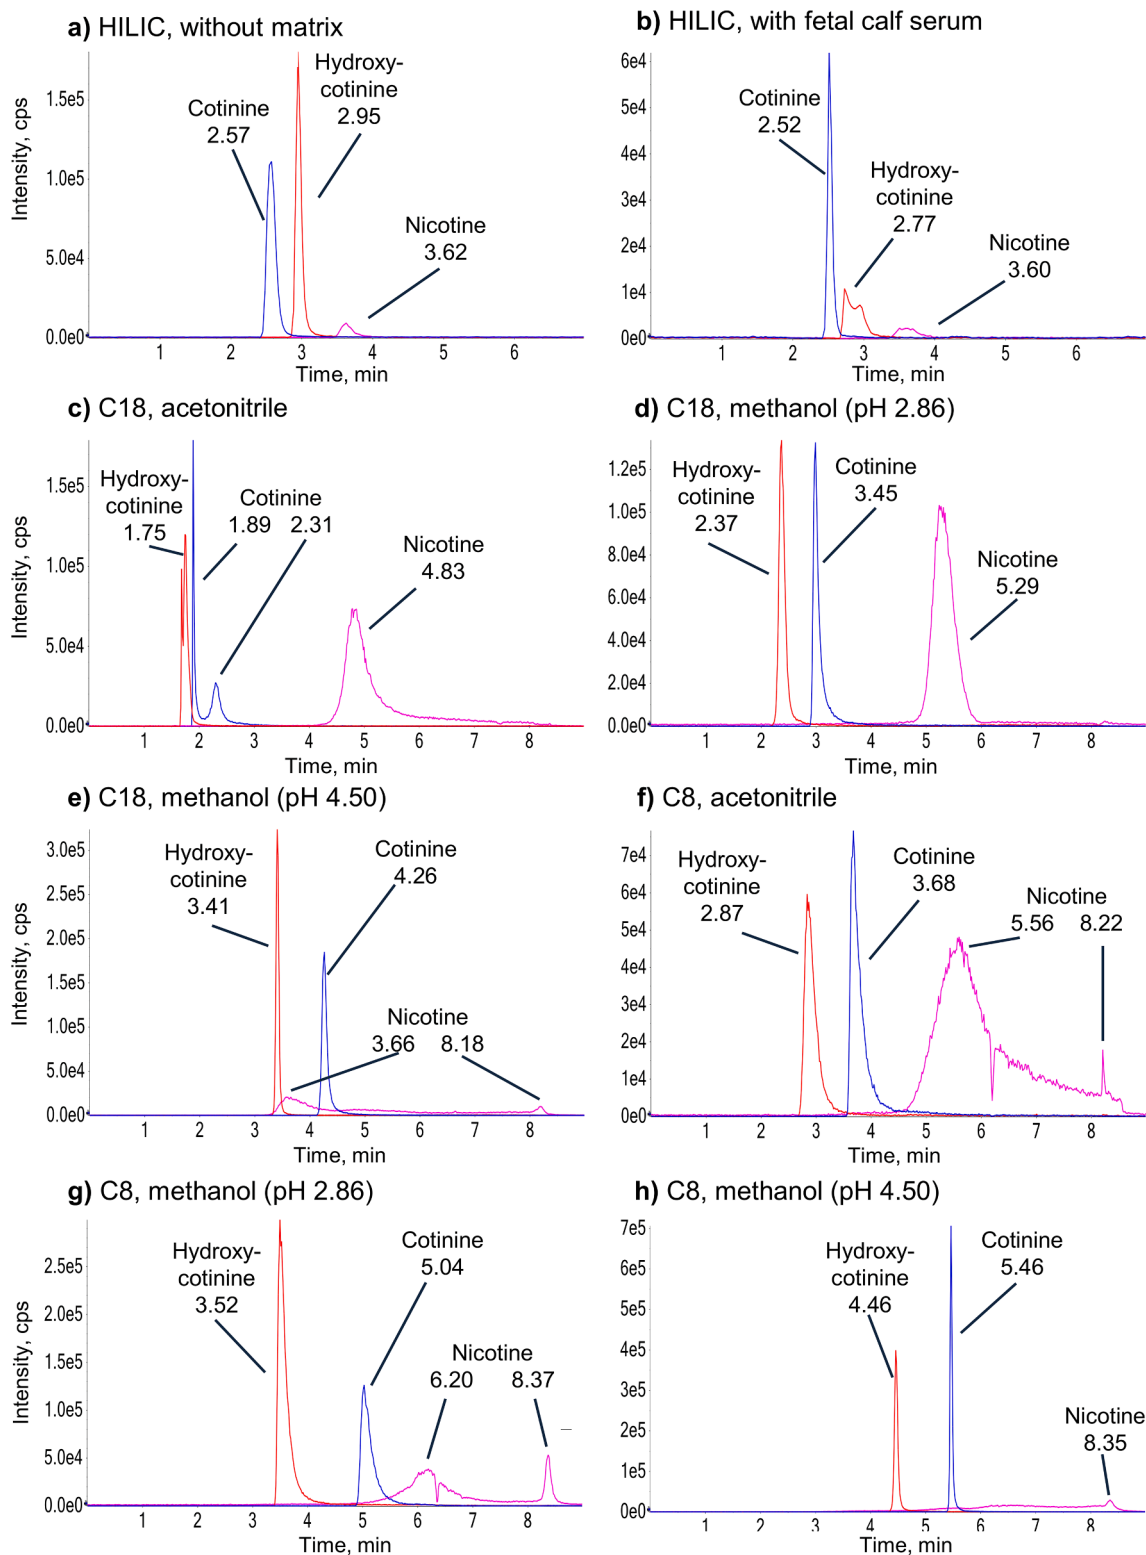 a) HILIC, without matrix
Intensity, cps
1.5e5
1.0e5
5.0e4
0.0e0
Cotinine
2.57
Hydroxy-
cotinine
2.95
Nicotine
3.62
1 2 3 4 5 6
Time, min
b) HILIC, with fetal calf serum
6e4
5e4
4e4
3e4
2e4
1e4
0e0
Cotinine
2.52
Hydroxy-
cotinine
2.77
Nicotine
3.60
1 2 3 4 5 6
Time, min
c) C18, acetonitrile
Intensity, cps
1.5e5
1.0e5
5.0e4
0.0e0
Hydroxy-
cotinine
1.75
Cotinine
1.89 2.31
Nicotine
4.83
1 2 3 4 5 6 7 8
Time, min
d) C18, methanol (pH 2.86)
1.2e5
1.0e5
8.0e4
6.0e4
4.0e4
2.0e4
0.0e0
Hydroxy-
cotinine
2.37
Cotinine
3.45
Nicotine
5.29
1 2 3 4 5 6 7 8
Time, min
e) C18, methanol (pH 4.50)
Intensity, cps
3.0e5
2.5e5
2.0e5
1.5e5
1.0e5
5.0e4
0.0e0
Hydroxy-
cotinine
3.41
Cotinine
4.26
Nicotine
3.66 8.18
1 2 3 4 5 6 7 8
Time, min
f) C8, acetonitrile
7e4
6e4
5e4
4e4
3e4
2e4
1e4
0e0
Hydroxy-
cotinine
2.87
Cotinine
3.68
Nicotine
5.56 8.22
1 2 3 4 5 6 7 8
Time, min
g) C8, methanol (pH 2.86)
Intensity, cps
2.5e5
2.0e5
1.5e5
1.0e5
5.0e4
0.0e0
Hydroxy-
cotinine
3.52
Cotinine
5.04
Nicotine
6.20 8.37
1 2 3 4 5 6 7 8
Time, min
h) C8, methanol (pH 4.50)
7e5
6e5
5e5
4e5
3e5
2e5
1e5
0e0
Hydroxy-
cotinine
4.46
Cotinine
5.46
Nicotine
8.35
1 2 3 4 5 6 7 8
Time, min